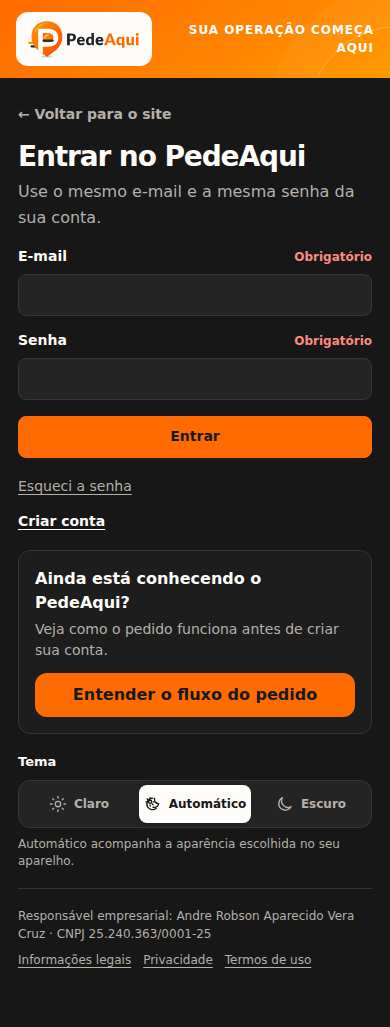 PedeAqui
SUA OPERAÇÃO COMEÇA
AQUI
← Voltar para o site
Entrar no PedeAqui
Use o mesmo e-mail e a mesma senha da
sua conta.
E-mail Obrigatório
Senha Obrigatório
Entrar
Esqueci a senha
Criar conta
Ainda está conhecendo o
PedeAqui?
Veja como o pedido funciona antes de criar
sua conta.
Entender o fluxo do pedido
Tema
Claro Automático Escuro
Automático acompanha a aparência escolhida no seu
aparelho.
Responsável empresarial: Andre Robson Aparecido Vera
Cruz · CNPJ 25.240.363/0001-25
Informações legais Privacidade Termos de uso